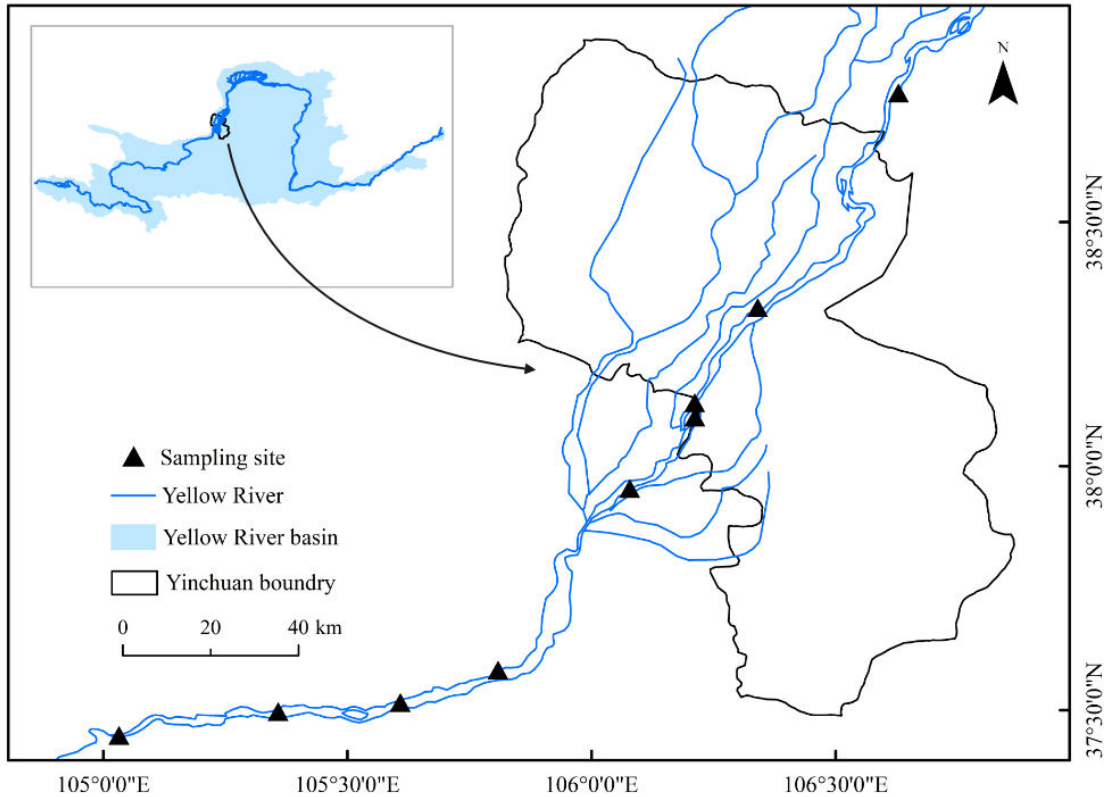 N
Sampling site
Yellow River
Yellow River basin
Yinchuan boundry
0 20 40 km
38°30'0"N
38°0'0"N
37°30'0"N
105°0'0"E 105°30'0"E 106°0'0"E 106°30'0"E